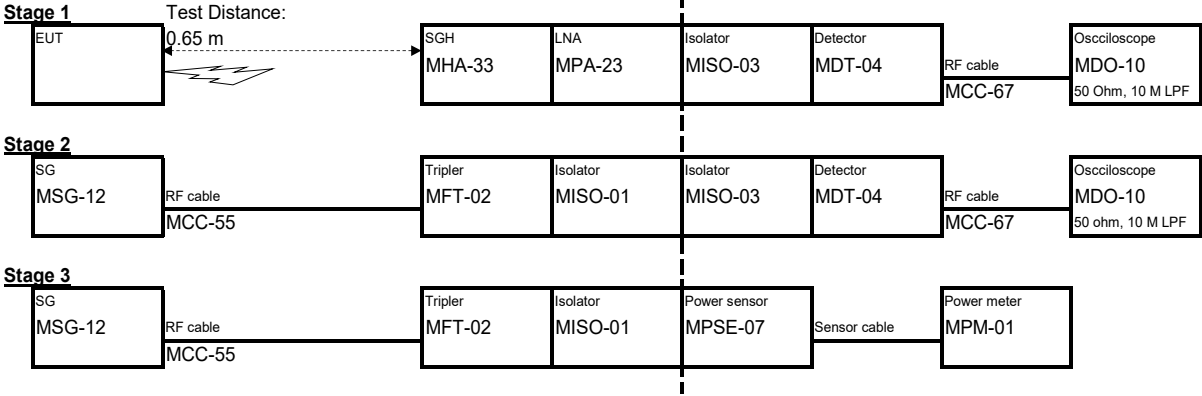 Stage 1
Test Distance:
0.65 m
EUT
SGH
MHA-33
LNA
MPA-23
Isolator
MISO-03
Detector
MDT-04
RF cable
MCC-67
Oscciloscope
MDO-10
50 Ohm, 10 M LPF
Stage 2
SG
MSG-12
RF cable
MCC-55
Tripler
MFT-02
Isolator
MISO-01
Isolator
MISO-03
Detector
MDT-04
RF cable
MCC-67
Oscciloscope
MDO-10
50 ohm, 10 M LPF
Stage 3
SG
MSG-12
RF cable
MCC-55
Tripler
MFT-02
Isolator
MISO-01
Power sensor
MPSE-07
Sensor cable
Power meter
MPM-01